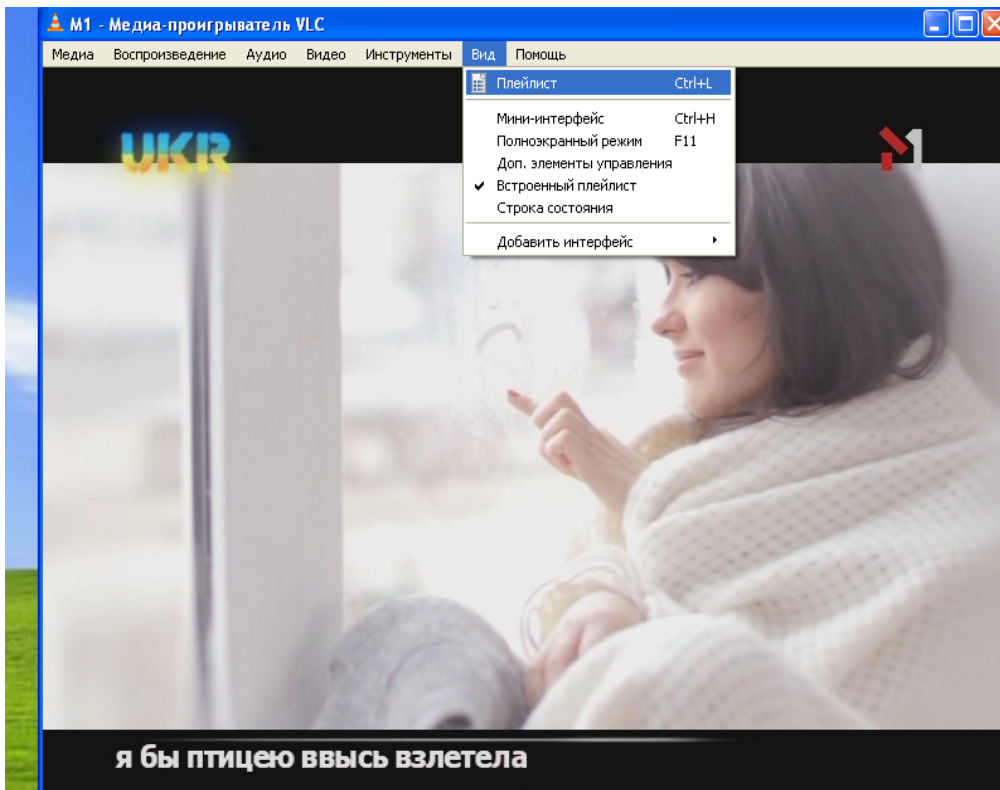 М1 - Медиа-проигрыватель VLC
Медиа Воспроизведение Аудио Видео Инструменты Вид Помощь
Плейлист Ctrl+L
Мини-интерфейс Ctrl+H
Полноэкранный режим F11
Доп. элементы управления
Встроенный плейлист
Строка состояния
Добавить интерфейс
UKR
M1
я бы птицею ввысь взлетела